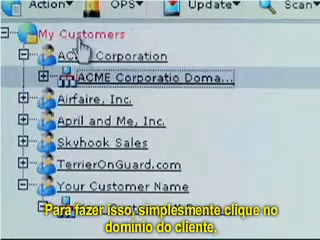 Action OPS Update Scan
My Customers
ACME Corporation
ACME Corporatio Doma...
Airfaire, Inc.
April and Me, Inc.
Skyhook Sales
TerrierOnGuard.com
Your Customer Name
Para fazer isso, simplesmente clique no
domínio do cliente.